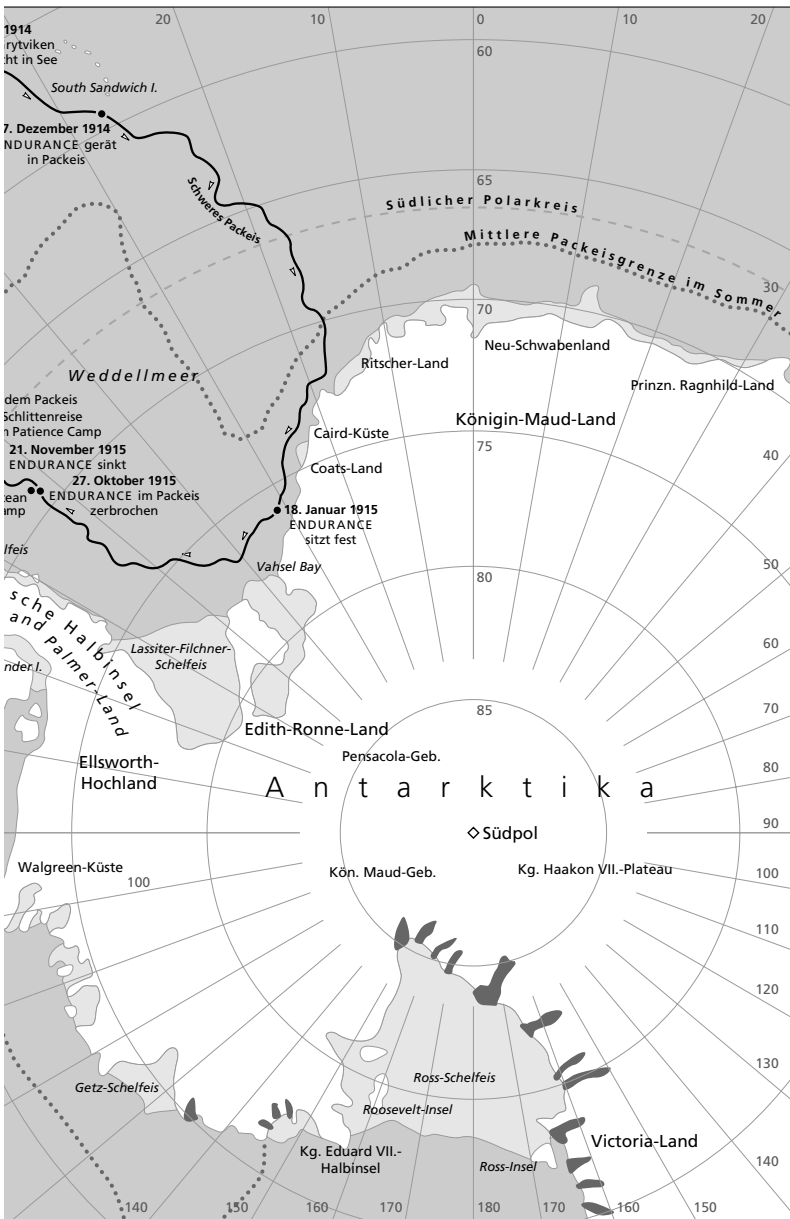 20
10
0
10
20
1914
60
South Sandwich I.
7. Dezember 1914
ENDURANCE gerät
in Packeis
Schweres Packeis
65
Südlicher Polarkreis
Mittlere Packeisgrenze im Sommer
30
70
Neu-Schwabenland
Ritscher-Land
Weddellmeer
Prinzn. Ragnhild-Land
dem Packeis
Schlittenreise
Patience Camp
Königin-Maud-Land
Caird-Küste
75
21. November 1915
ENDURANCE sinkt
40
Coats-Land
27. Oktober 1915
ENDURANCE im Packeis
zerbrochen
18. Januar 1915
ENDURANCE
sitzt fest
Vahsel Bay
80
50
sche Halbinsel
and Palmer-Land
Lassiter-Filchner-
Schelfeis
60
nder I.
70
85
Edith-Ronne-Land
Pensacola-Geb.
Ellsworth-
Hochland
80
Antarktika
Südpol
90
Walgreen-Küste
100
Kön. Maud-Geb.
Kg. Haakon VII.-Plateau
100
110
120
130
Getz-Schelfeis
Ross-Schelfeis
Roosevelt-Insel
Victoria-Land
Kg. Eduard VII.-
Halbinsel
Ross-Insel
140
140
150
160
170
180
170
160
150